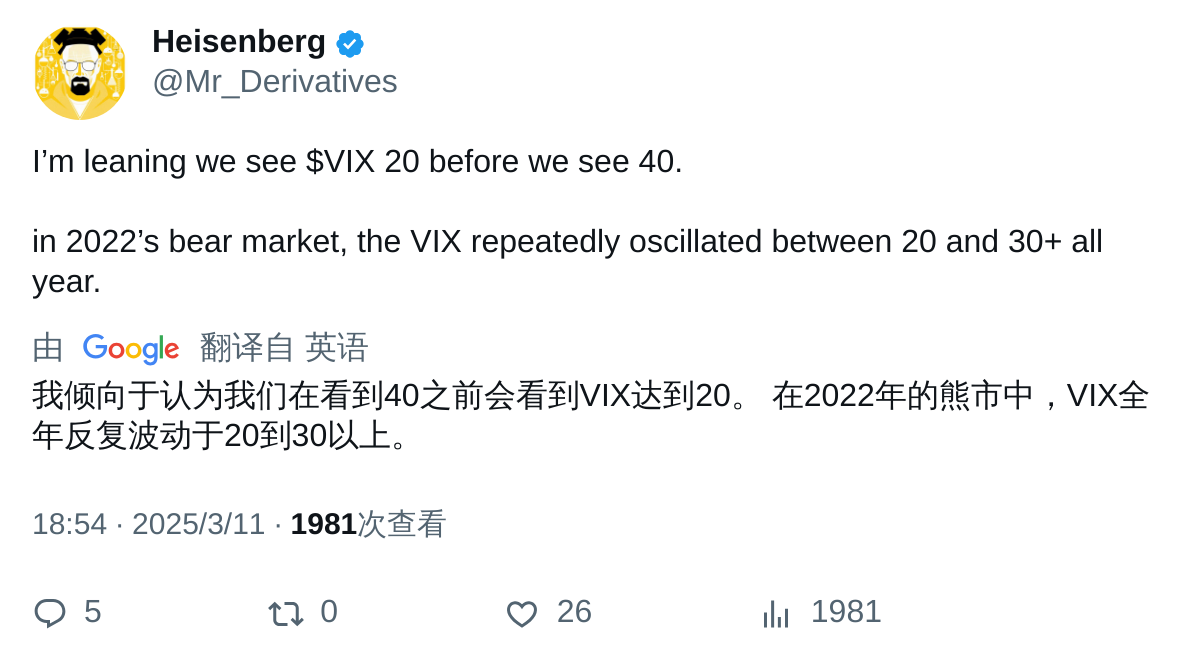 Heisenberg
@Mr_Derivatives
I’m leaning we see $VIX 20 before we see 40.
in 2022’s bear market, the VIX repeatedly oscillated between 20 and 30+ all
year.
由 Google 翻译自 英语
我倾向于认为我们在看到40之前会看到VIX达到20。 在2022年的熊市中，VIX全
年反复波动于20到30以上。
18:54 · 2025/3/11 · 1981次查看
5 0 26 1981